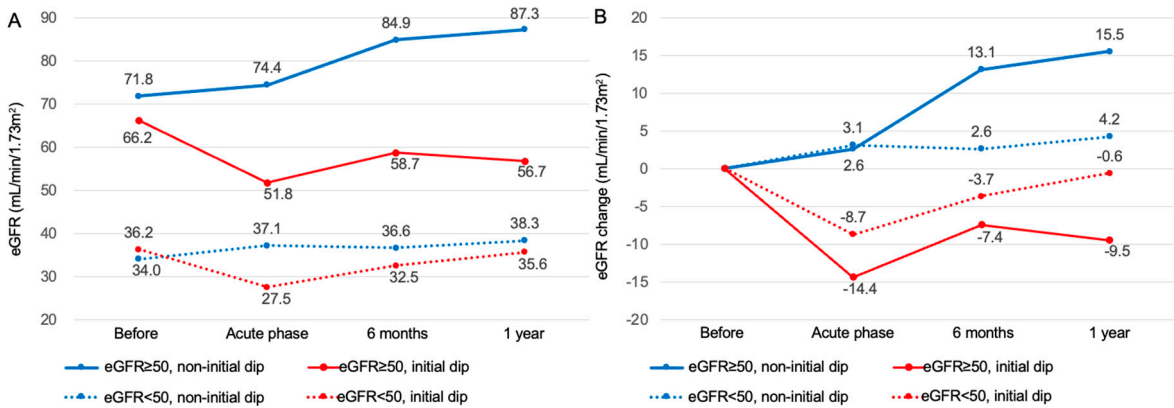 A
eGFR (mL/min/1.73m²)
90
80
70
60
50
40
30
20
71.8
74.4
84.9
87.3
66.2
51.8
58.7
56.7
36.2
37.1
36.6
38.3
34.0
27.5
32.5
35.6
Before
Acute phase
6 months
1 year
eGFR≥50, non-initial dip
eGFR≥50, initial dip
eGFR<50, non-initial dip
eGFR<50, initial dip
B
eGFR change (mL/min/1.73m²)
20
15
10
5
0
-5
-10
-15
-20
13.1
15.5
3.1
2.6
2.6
4.2
-0.6
-8.7
-3.7
-14.4
-7.4
-9.5
Before
Acute phase
6 months
1 year
eGFR≥50, non-initial dip
eGFR≥50, initial dip
eGFR<50, non-initial dip
eGFR<50, initial dip